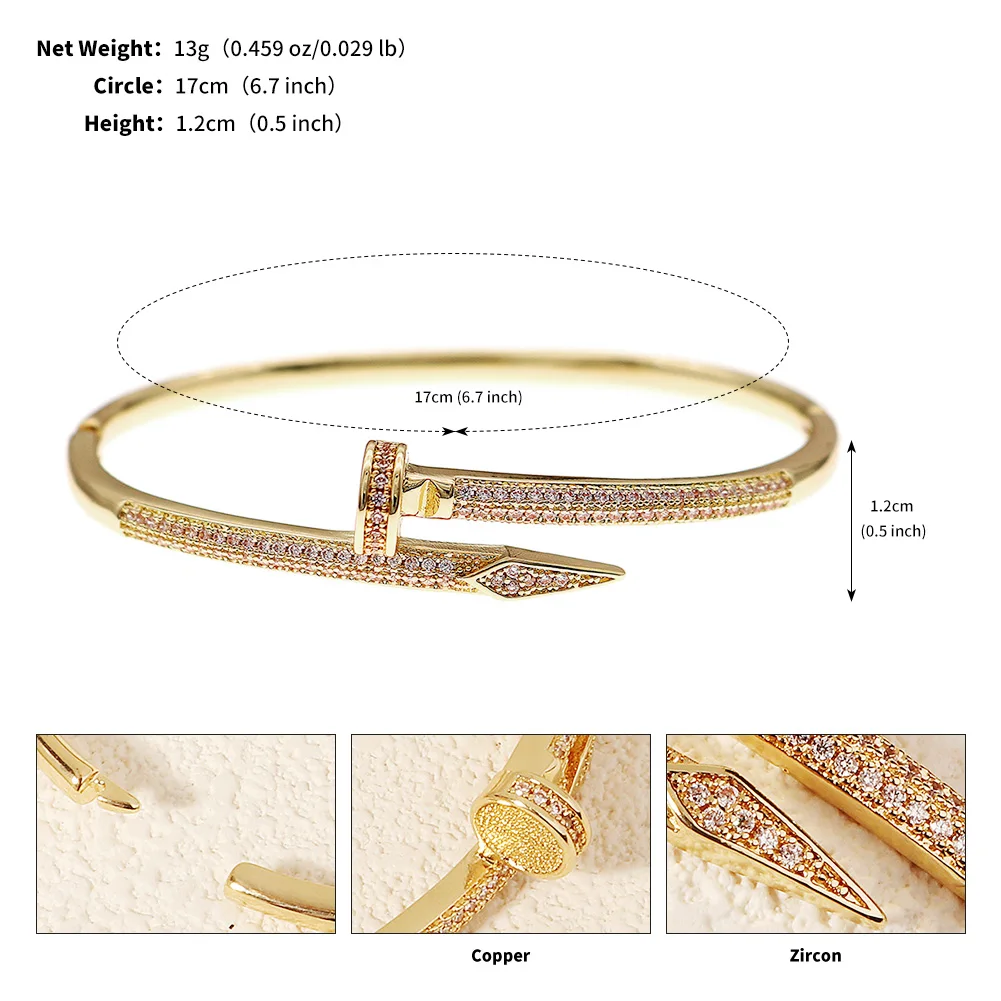 Net Weight：13g（0.459 oz/0.029 lb）
Circle：17cm（6.7 inch）
Height：1.2cm（0.5 inch）
17cm (6.7 inch)
1.2cm
(0.5 inch)
Copper
Zircon